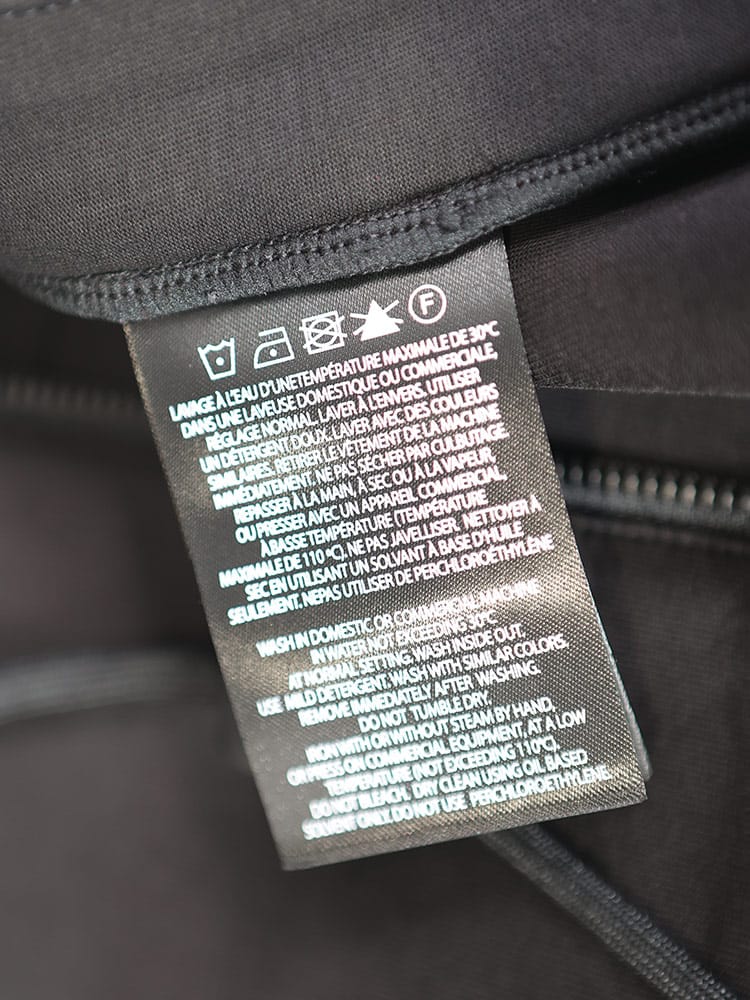 F
LAVAGE À L'EAU D'UNETEMPÉRATURE MAXIMALE DE 30°C
DANS UNE LAVEUSE DOMESTIQUE OU COMMERCIALE,
RÉGLAGE NORMAL. LAVER À L'ENVERS. UTILISER
UN DÉTERGENT DOUX. LAVER AVEC DES COULEURS
SIMILAIRES. RETIRER LE VÊTEMENT DE LA MACHINE
IMMÉDIATEMENT. NE PAS SÉCHER PAR CULBUTAGE.
REPASSER À LA MAIN, À SEC OU À LA VAPEUR
OU PRESSER AVEC UN APPAREIL COMMERCIAL,
À BASSE TEMPÉRATURE (TEMPÉRATURE
MAXIMALE DE 110 °C). NE PAS JAVELLISER. NETTOYER À
SEC EN UTILISANT UN SOLVANT À BASE D'HUILE
SEULEMENT. NEPAS UTILISER DE PERCHLOROETHYLÈNE
WASH IN DOMESTIC OR COMMERCIAL MACHINE
IN WATER NOT EXCEEDING 30°C
AT NORMAL SETTING. WASH INSIDE OUT.
USE MILD DETERGENT. WASH WITH SIMILAR COLORS.
REMOVE IMMEDIATELY AFTER WASHING.
DO NOT TUMBLE DRY.
IRON WITH OR WITHOUT STEAM BY HAND,
OR PRESS ON COMMERCIAL EQUIPMENT, AT A LOW
TEMPERATURE (NOT EXCEEDING 110°C).
DO NOT BLEACH. DRY CLEAN USING OIL BASED
SOLVENT ONLY. DO NOT USE PERCHLOROETHYLENE.